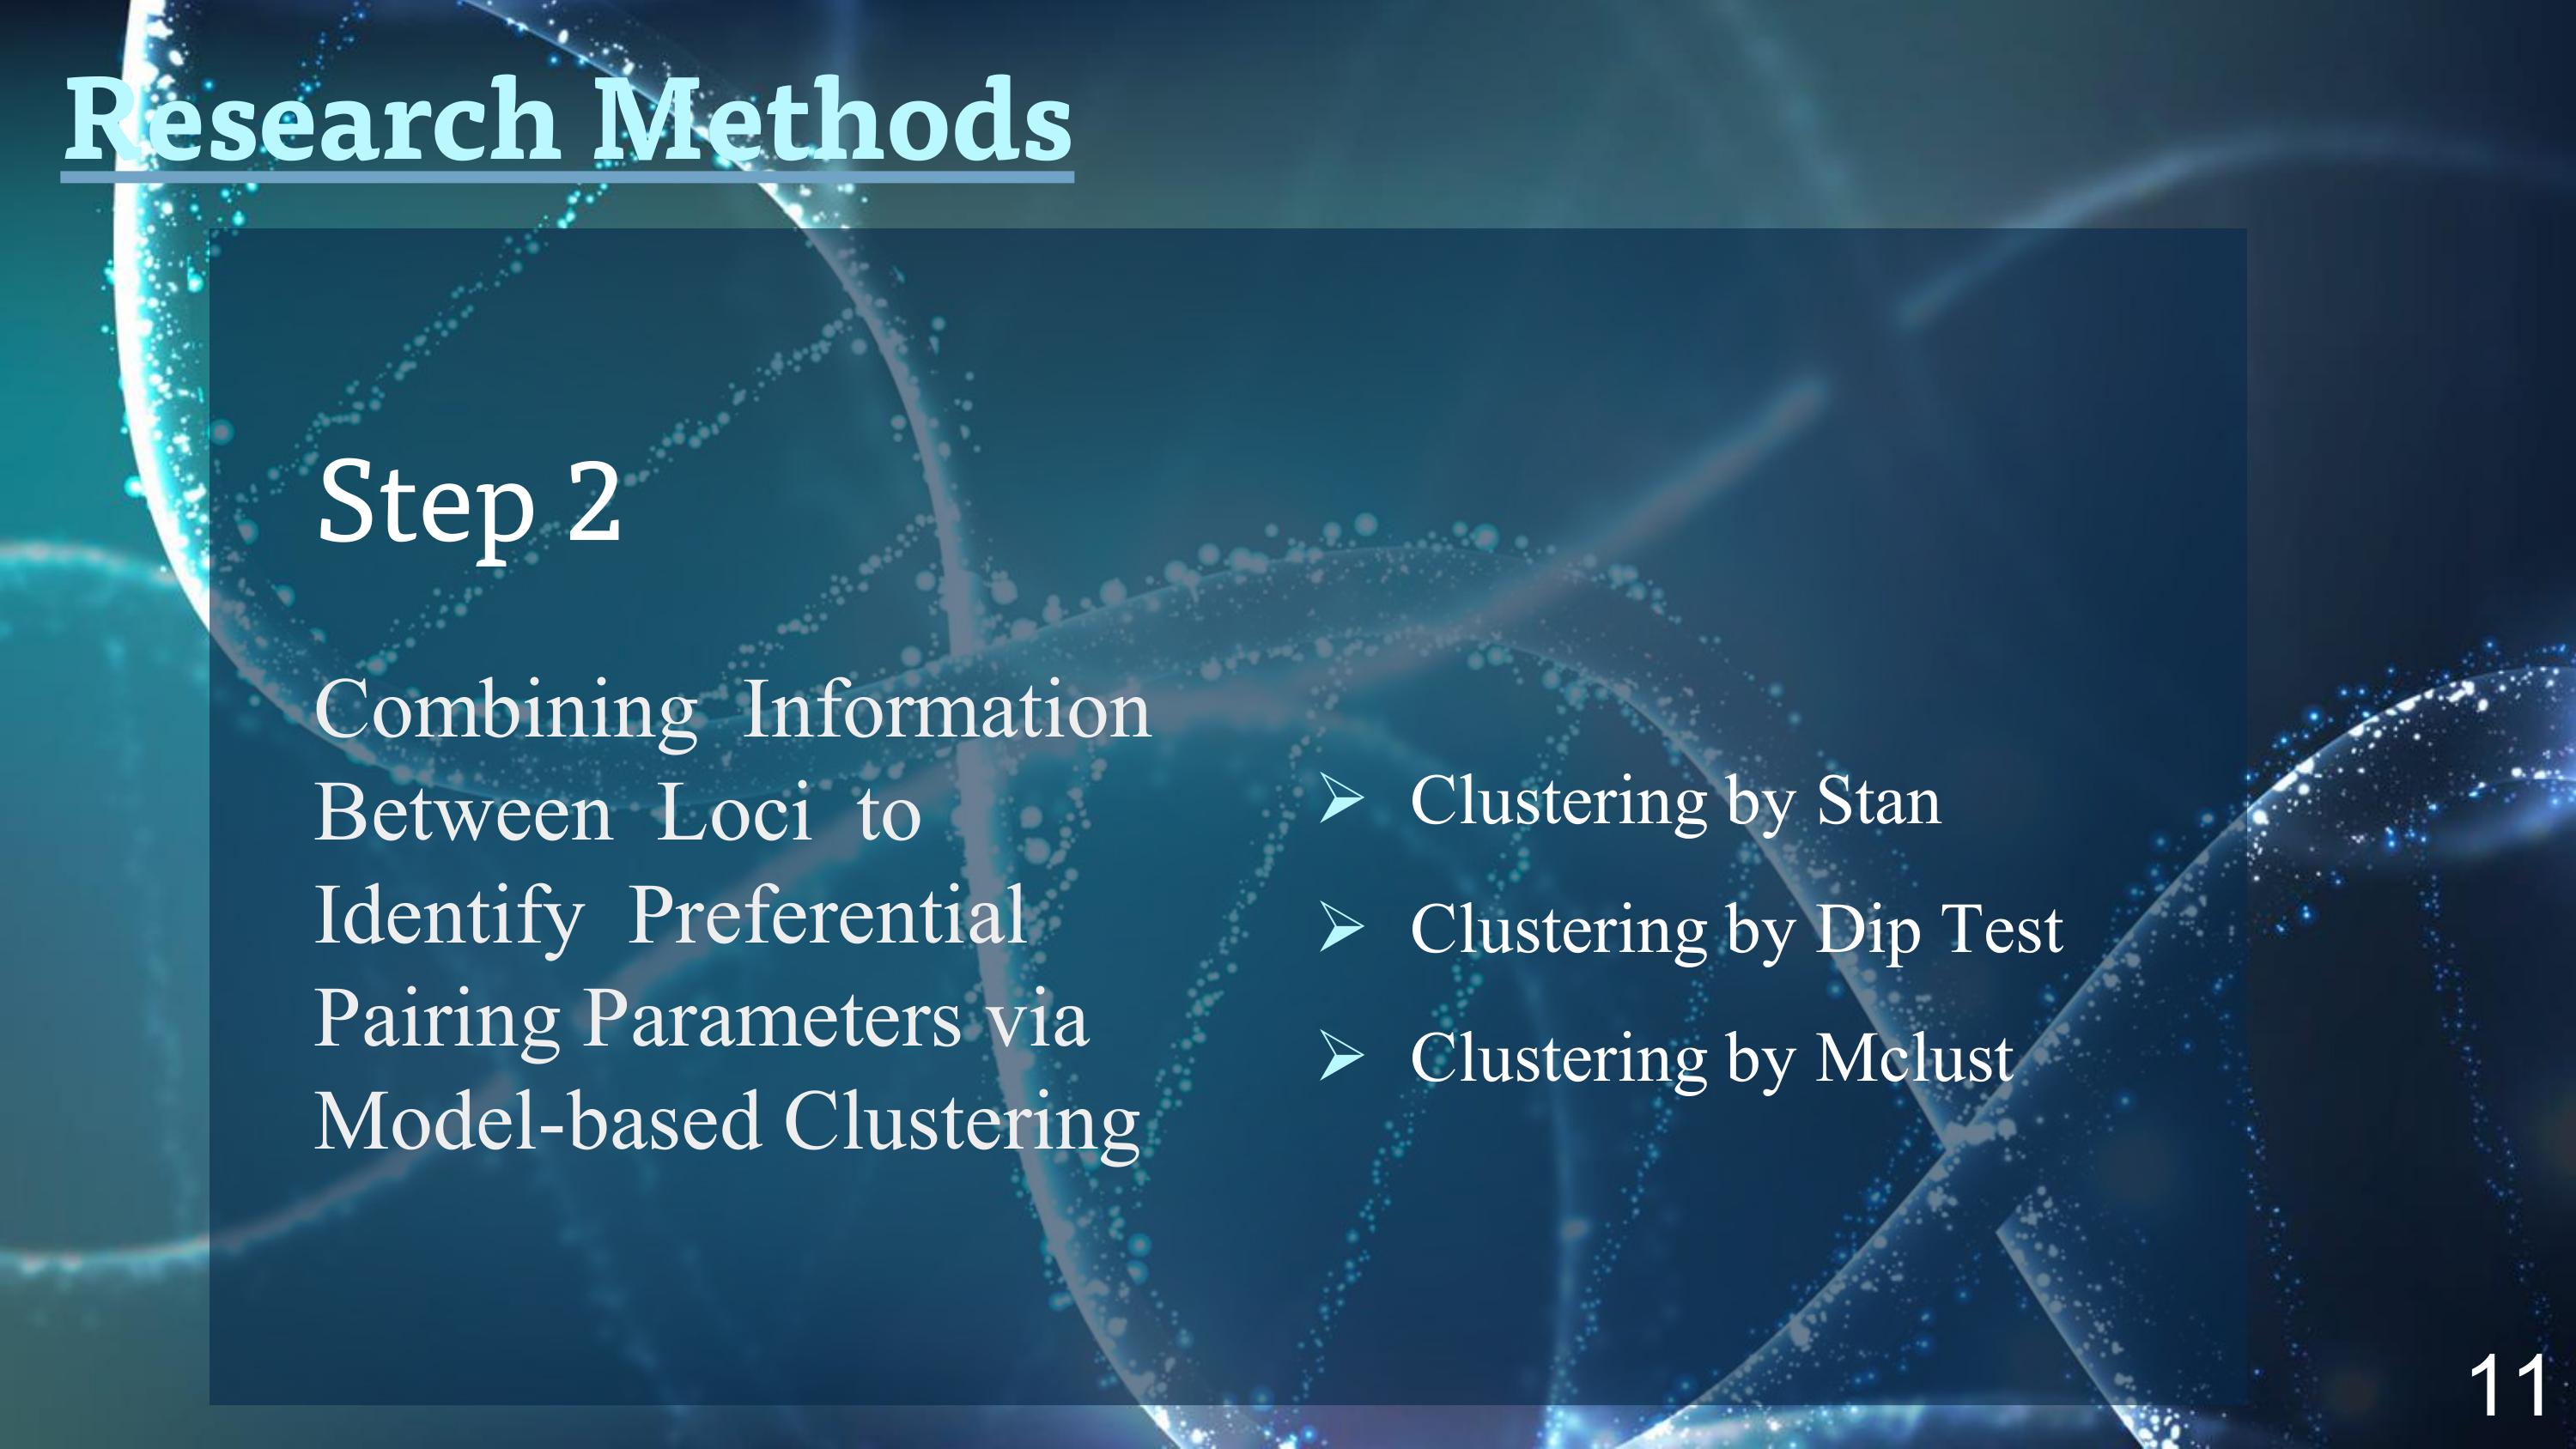 Research Methods
Step 2
Combining Information
Between Loci to
Identify Preferential
Pairing Parameters via
Model-based Clustering
➢ Clustering by Stan
➢ Clustering by Dip Test
➢ Clustering by Mclust
11